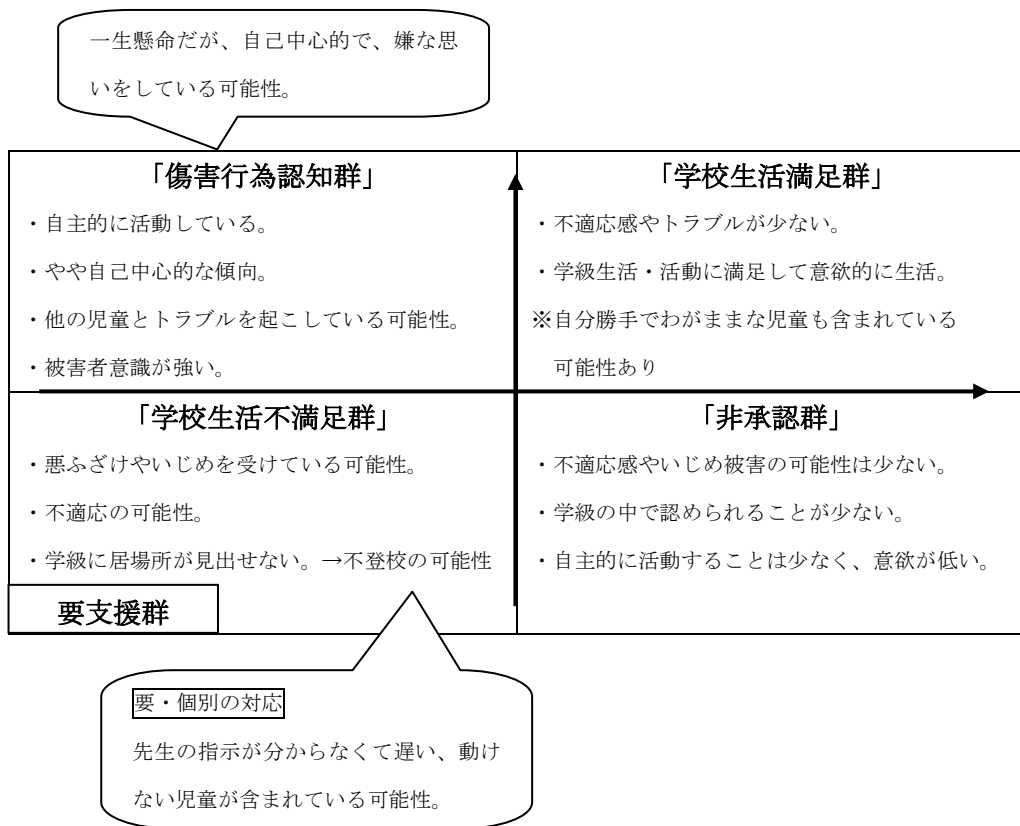 一生懸命だが、自己中心的で、嫌な思
いをしている可能性。
「傷害行為認知群」
・自主的に活動している。
・やや自己中心的な傾向。
・他の児童とトラブルを起こしている可能性。
・被害者意識が強い。
「学校生活満足群」
・不適応感やトラブルが少ない。
・学級生活・活動に満足して意欲的に生活。
※自分勝手でわがままな児童も含まれている
可能性あり
「学校生活不満足群」
・悪ふざけやいじめを受けている可能性。
・不適応の可能性。
・学級に居場所が見出せない。→不登校の可能性
要支援群
「非承認群」
・不適応感やいじめ被害の可能性は少ない。
・学級の中で認められることが少ない。
・自主的に活動することは少なく、意欲が低い。
要・個別の対応
先生の指示が分からなくて遅い、動け
ない児童が含まれている可能性。